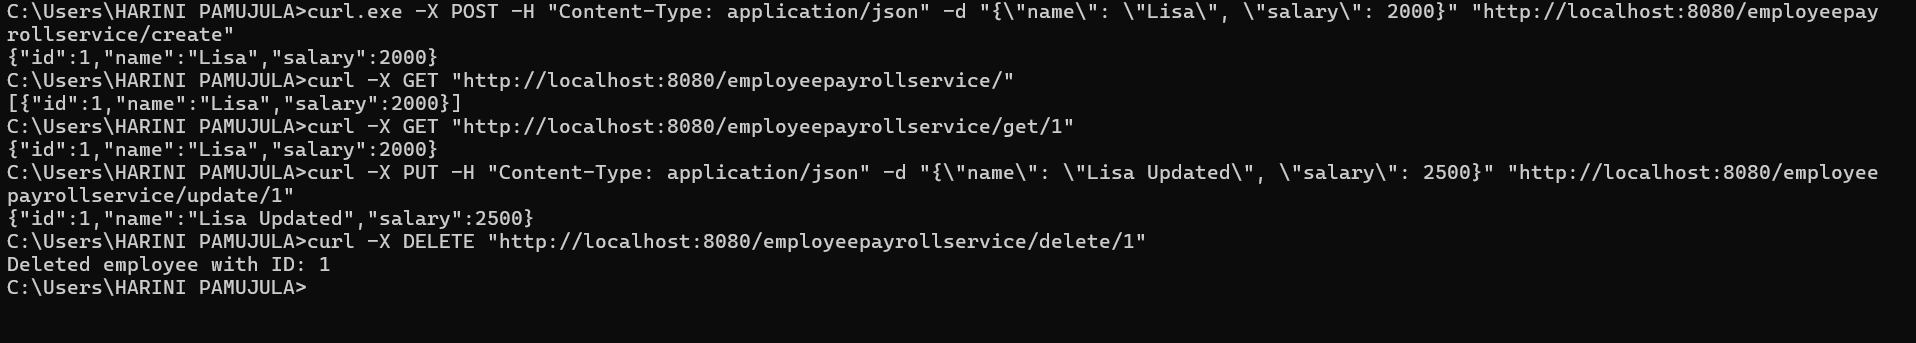 C:\Users\HARINI PAMUJULA>curl.exe -X POST -H "Content-Type: application/json" -d "{\"name\": \"Lisa\", \"salary\": 2000}" "http://localhost:8080/employeepay
rollservice/create"
{"id":1,"name":"Lisa","salary":2000}
C:\Users\HARINI PAMUJULA>curl -X GET "http://localhost:8080/employeepayrollservice/"
[{"id":1,"name":"Lisa","salary":2000}]
C:\Users\HARINI PAMUJULA>curl -X GET "http://localhost:8080/employeepayrollservice/get/1"
{"id":1,"name":"Lisa","salary":2000}
C:\Users\HARINI PAMUJULA>curl -X PUT -H "Content-Type: application/json" -d "{\"name\": \"Lisa Updated\", \"salary\": 2500}" "http://localhost:8080/employee
payrollservice/update/1"
{"id":1,"name":"Lisa Updated","salary":2500}
C:\Users\HARINI PAMUJULA>curl -X DELETE "http://localhost:8080/employeepayrollservice/delete/1"
Deleted employee with ID: 1
C:\Users\HARINI PAMUJULA>